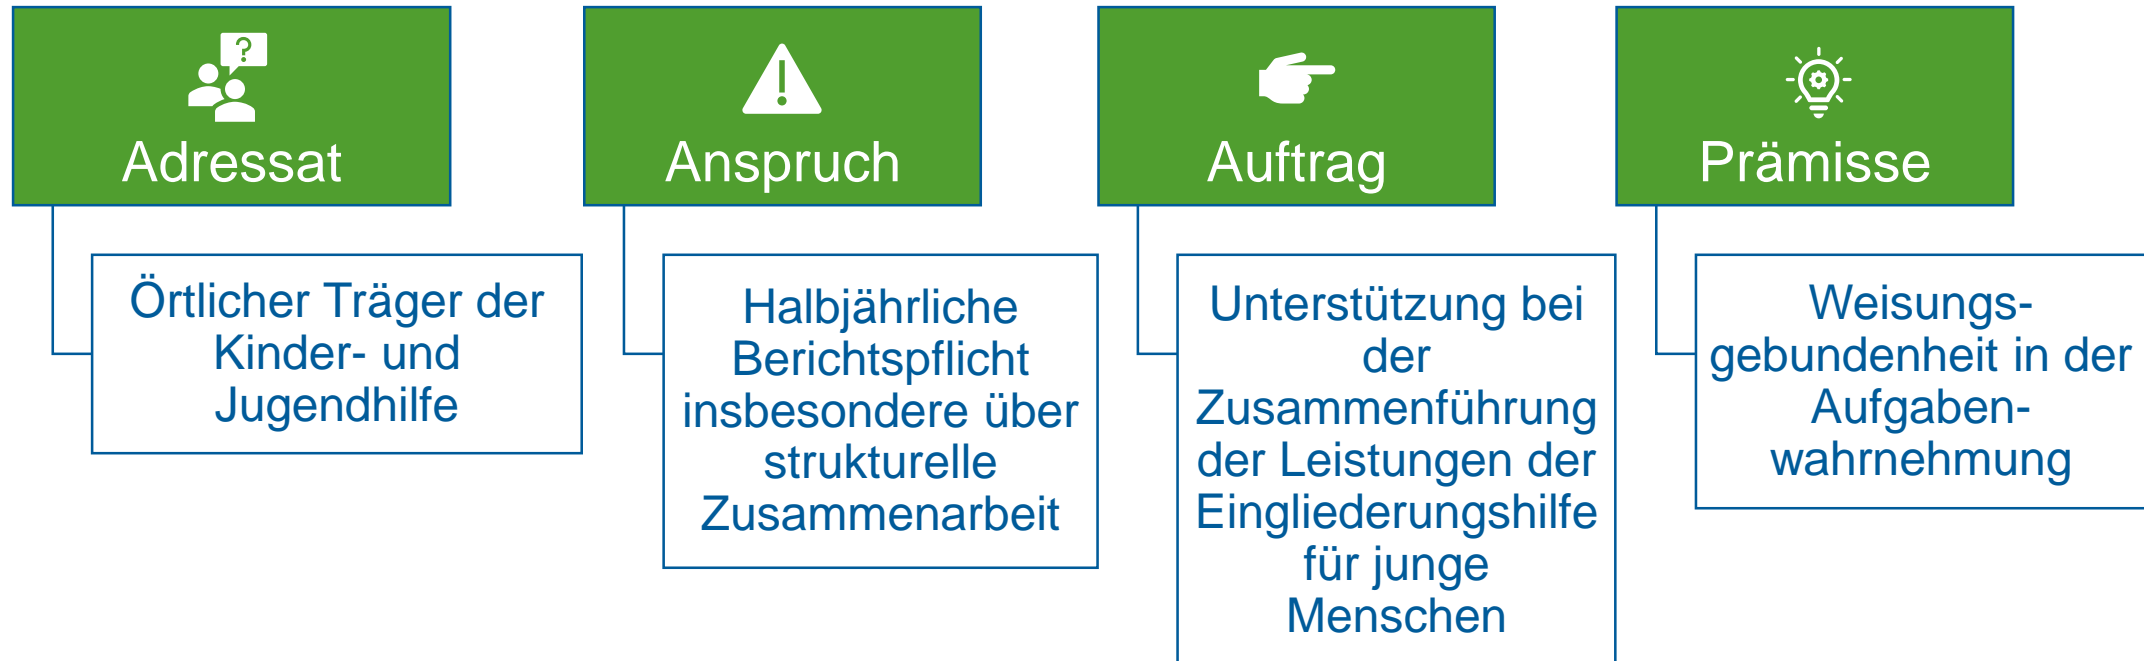 Adressat
Örtlicher Träger der
Kinder- und
Jugendhilfe
Anspruch
Halbjährliche
Berichtspflicht
insbesondere über
strukturelle
Zusammenarbeit
Auftrag
Unterstützung bei
der
Zusammenführung
der Leistungen der
Eingliederungshilfe
für junge
Menschen
Prämisse
Weisungs-
gebundenheit in der
Aufgaben-
wahrnehmung